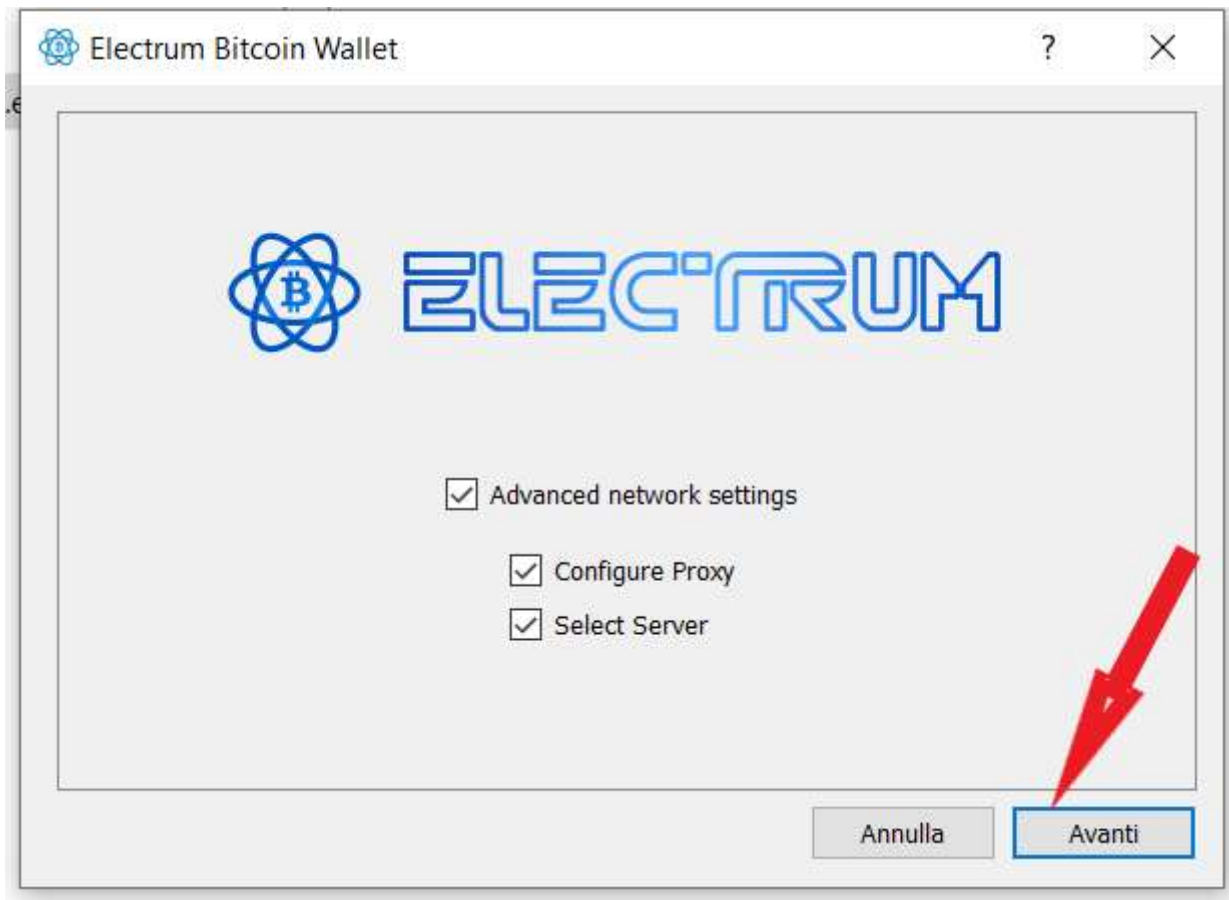 Electrum Bitcoin Wallet
?
.e
ELECTRUM
Advanced network settings
Configure Proxy
Select Server
Annulla
Avanti